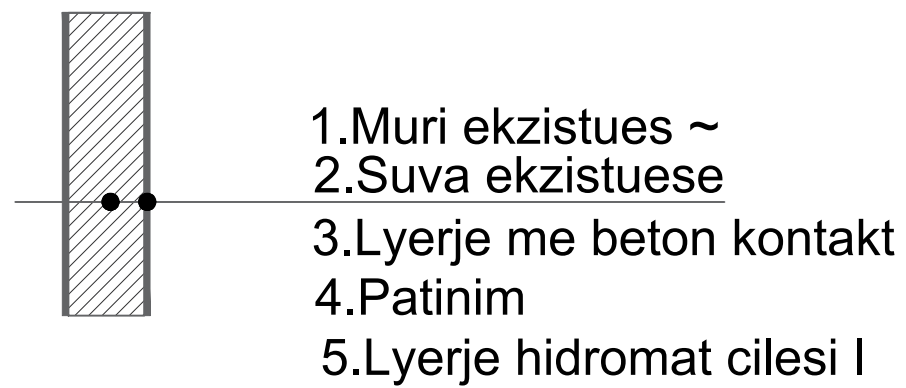 1.Muri ekzistues ~
2.Suva ekzistuese
3.Lyerje me beton kontakt
4.Patinim
5.Lyerje hidromat cilesi I